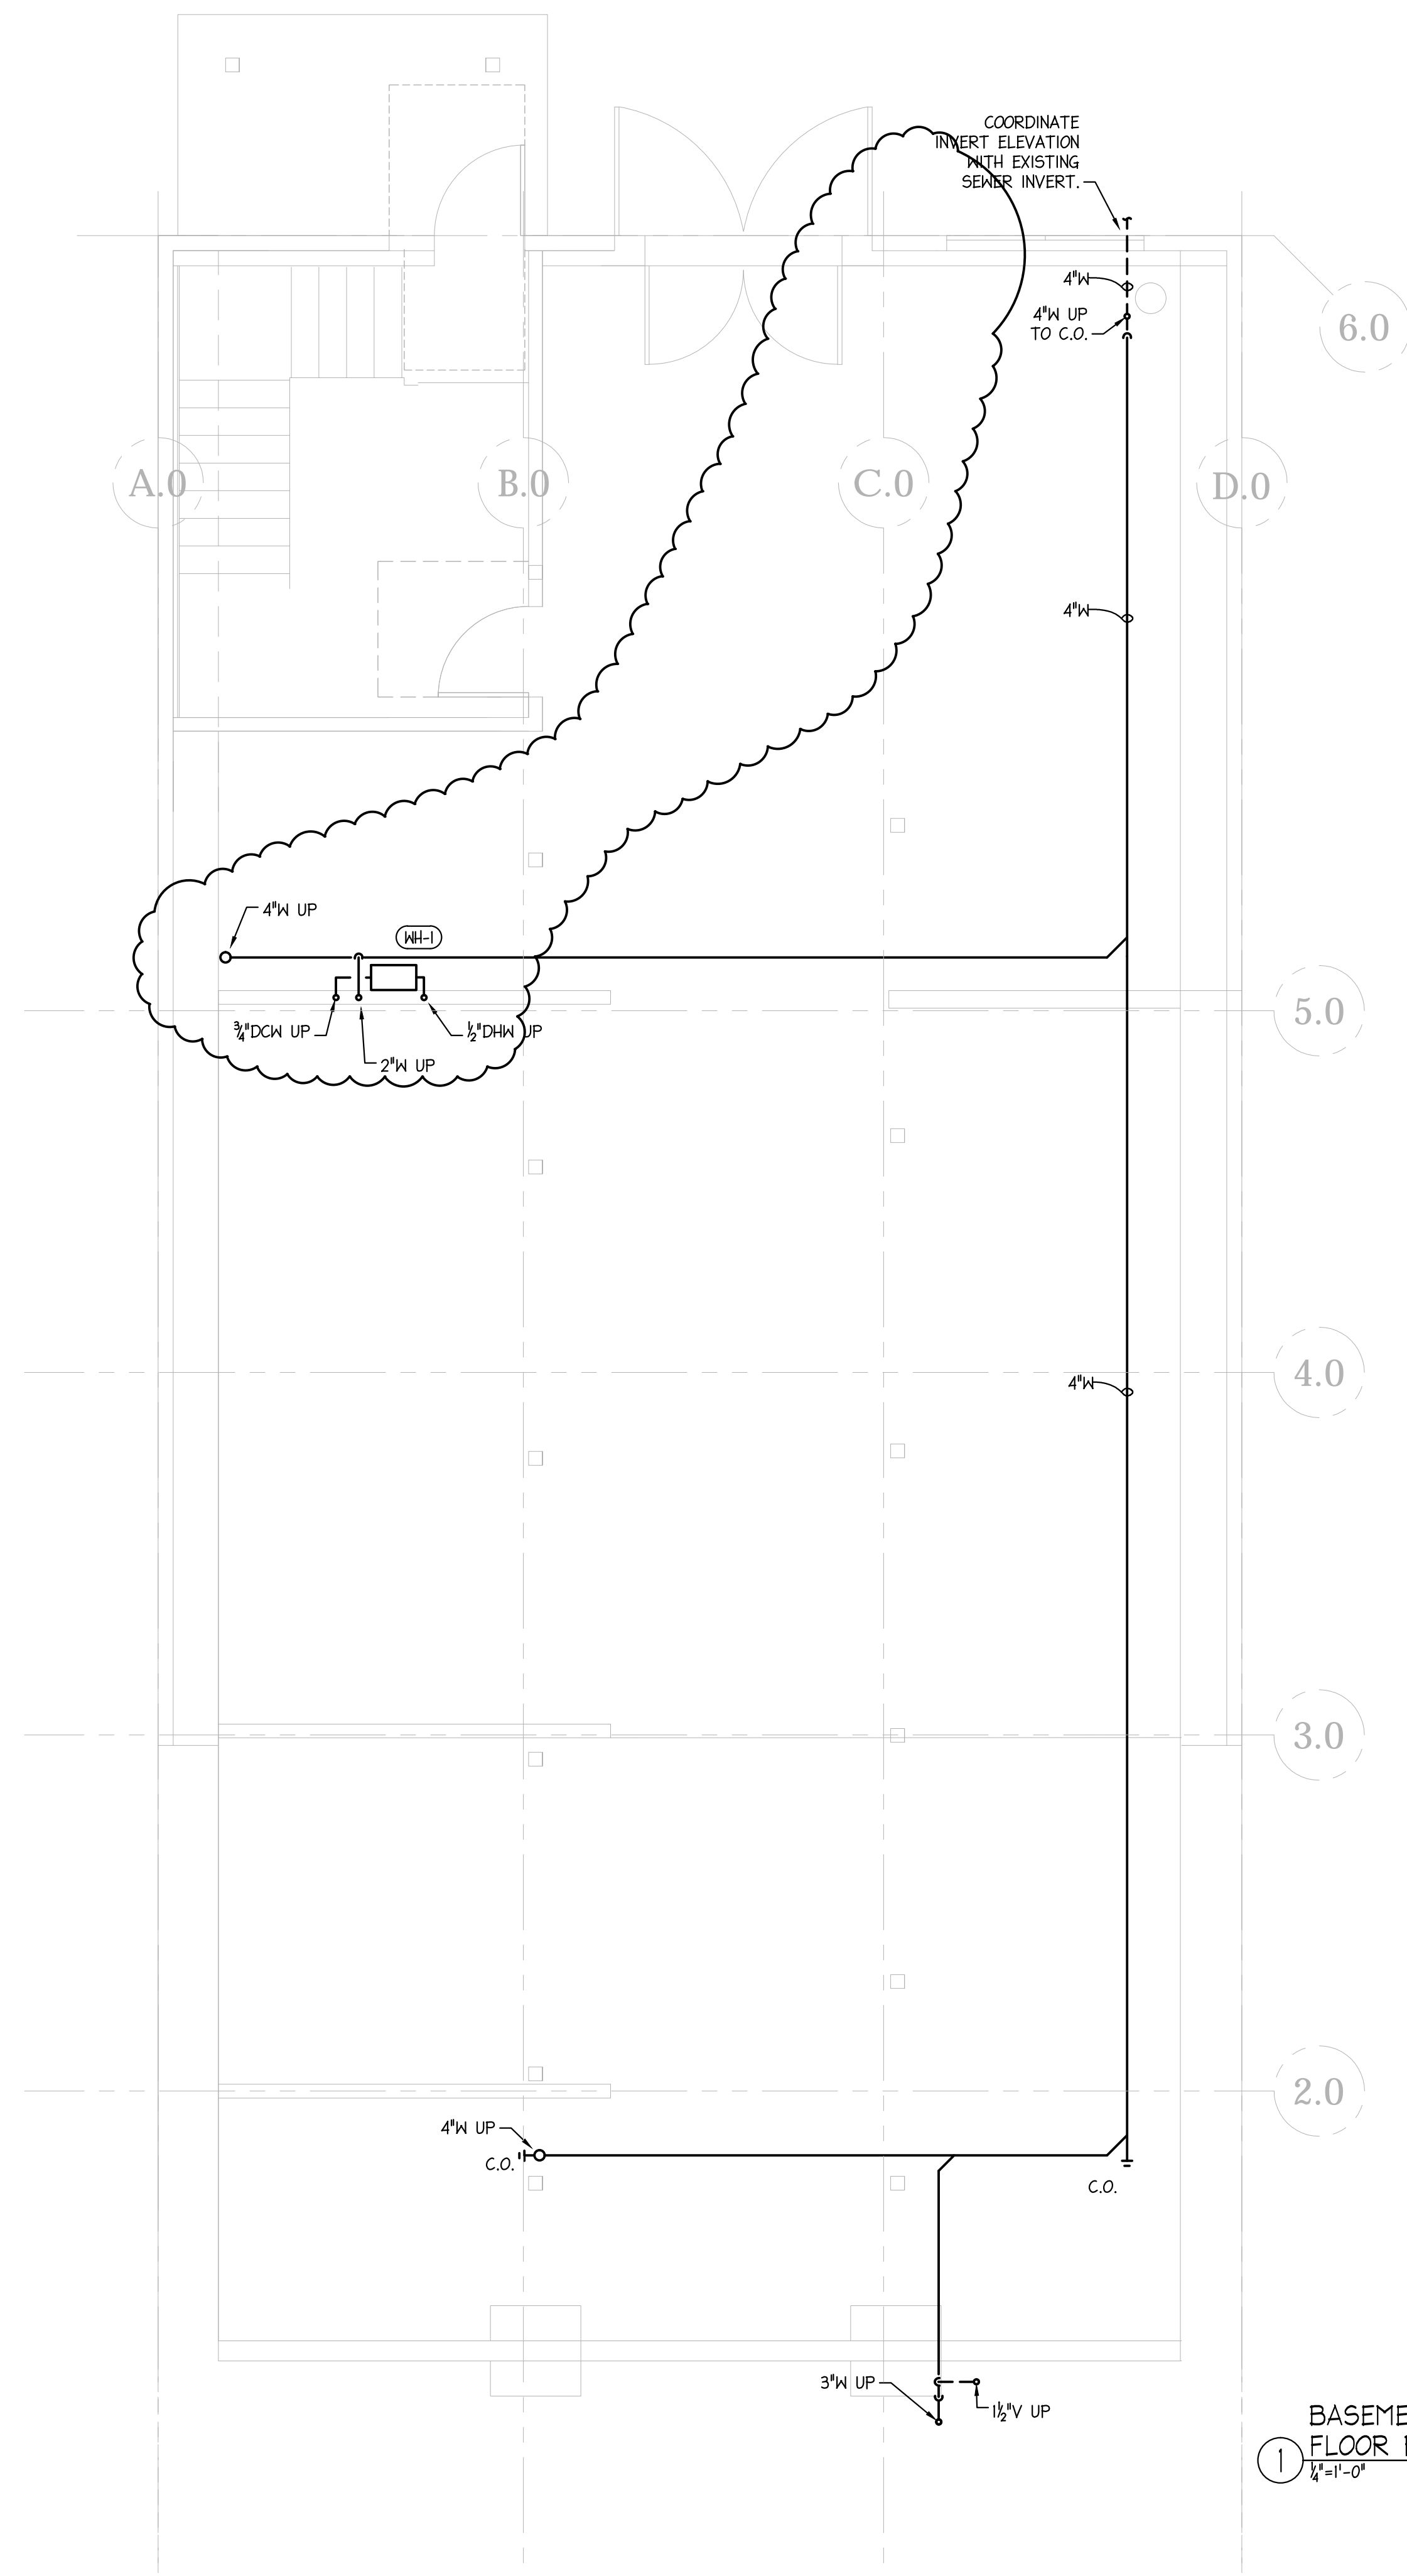 COORDINATE
INVERT ELEVATION
WITH EXISTING
SEWER INVERT.
4"W
4"W UP
TO C.O.
6.0
A.0
B.0
C.0
D.0
4"W
4"W UP
WH-1
5.0
¾"DCW UP
½"DHW UP
2"W UP
4.0
4"W
3.0
2.0
4"W UP
C.O.
C.O.
3"W UP
1½"V UP
BASEME
FLOOR
1
¼"=1'-0"